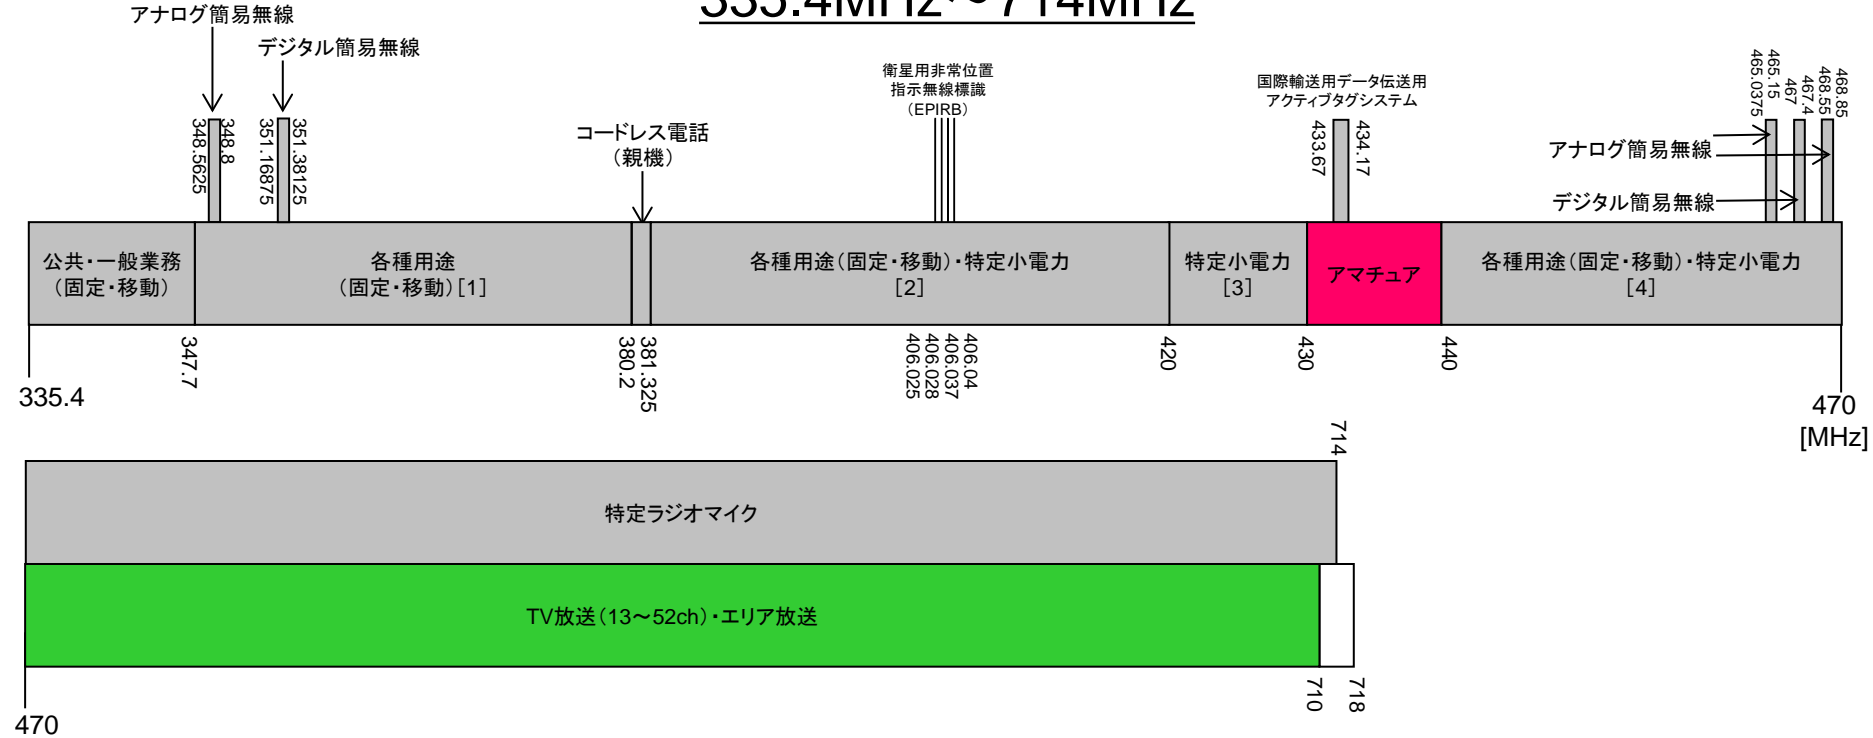 335.4MHz～714MHz
アナログ簡易無線
デジタル簡易無線
348.5625
348.8
351.16875
351.38125
コードレス電話
（親機）
衛星用非常位置
指示無線標識
（EPIRB）
国際輸送用データ伝送用
アクティブタグシステム
433.67
434.17
465.0375
465.15
467
467.4
468.55
468.85
アナログ簡易無線
デジタル簡易無線
公共・一般業務
（固定・移動）
各種用途
（固定・移動）［1］
各種用途（固定・移動）・特定小電力
［2］
特定小電力
［3］
アマチュア
各種用途（固定・移動）・特定小電力
［4］
335.4
347.7
380.2
381.325
406.025
406.028
406.037
406.04
420
430
440
470
[MHz]
714
特定ラジオマイク
TV放送（13～52ch）・エリア放送
470
710
718